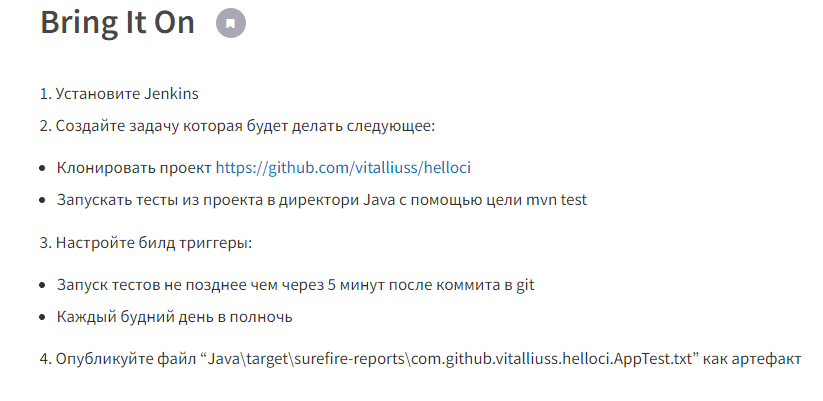 Bring It On
1. Установите Jenkins
2. Создайте задачу которая будет делать следующее:
• Клонировать проект https://github.com/vitalliuss/helloci
• Запускать тесты из проекта в директори Java с помощью цели mvn test
3. Настройте билд триггеры:
• Запуск тестов не позднее чем через 5 минут после коммита в git
• Каждый будний день в полночь
4. Опубликуйте файл “Java\target\surefire-reports\com.github.vitalliuss.helloci.AppTest.txt” как артефакт